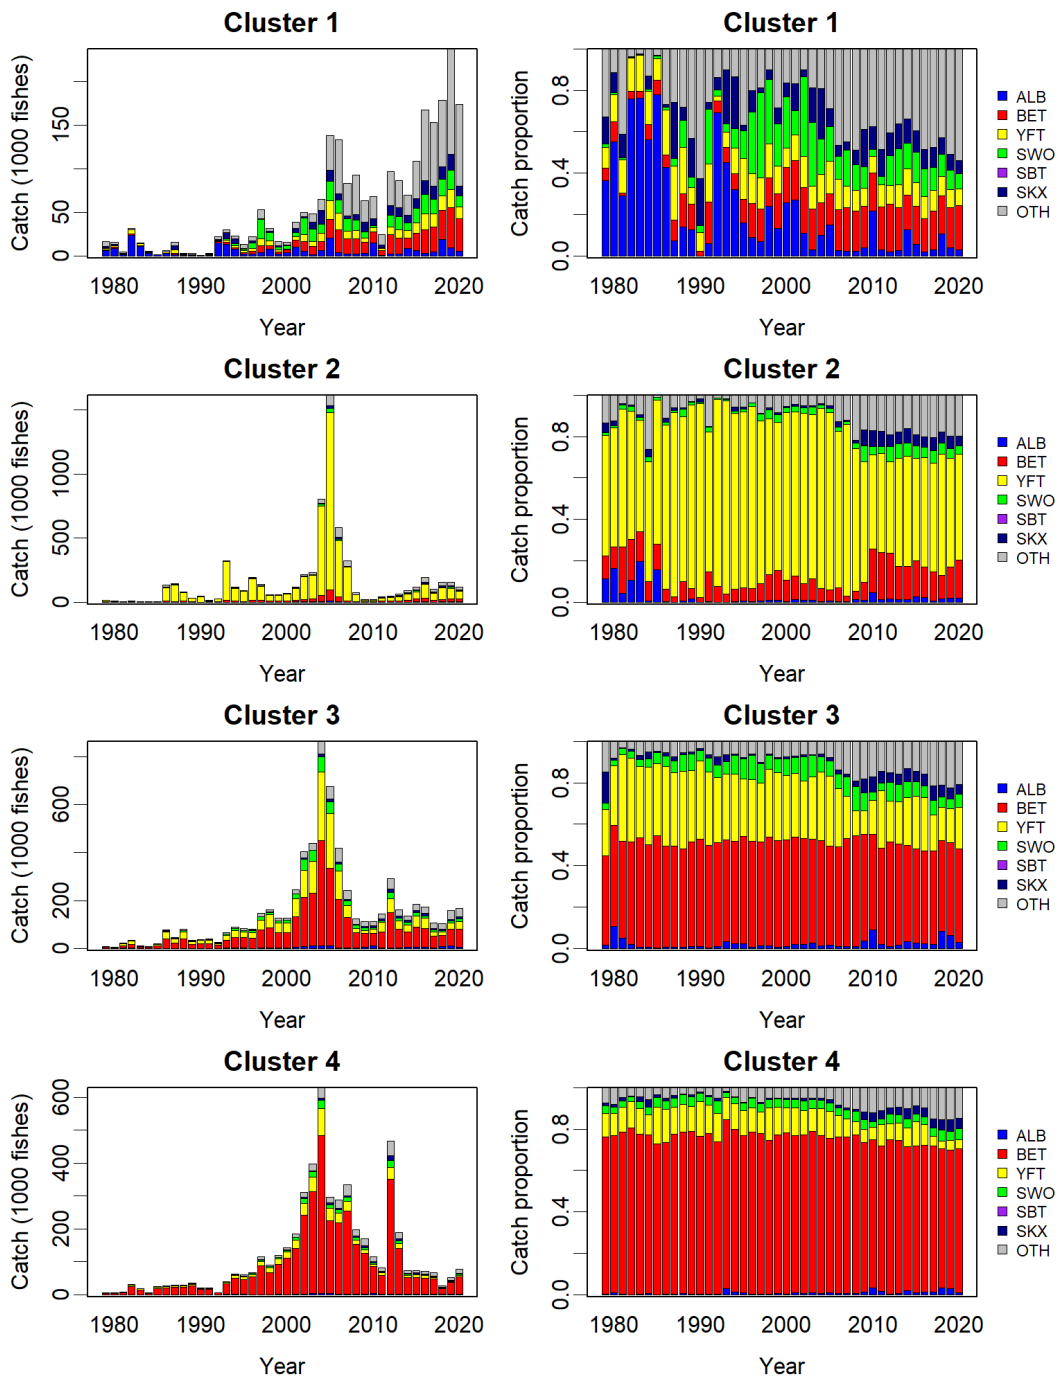 Cluster 1
Catch (1000 fishes)
0 50 150
1980 1990 2000 2010 2020
Year
Cluster 1
Catch proportion
0.0 0.4 0.8
1980 1990 2000 2010 2020
Year
ALB
BET
YFT
SWO
SBT
SKX
OTH
Cluster 2
Catch (1000 fishes)
0 500 1000
1980 1990 2000 2010 2020
Year
Cluster 2
Catch proportion
0.0 0.4 0.8
1980 1990 2000 2010 2020
Year
ALB
BET
YFT
SWO
SBT
SKX
OTH
Cluster 3
Catch (1000 fishes)
0 200 600
1980 1990 2000 2010 2020
Year
Cluster 3
Catch proportion
0.0 0.4 0.8
1980 1990 2000 2010 2020
Year
ALB
BET
YFT
SWO
SBT
SKX
OTH
Cluster 4
Catch (1000 fishes)
0 200 400 600
1980 1990 2000 2010 2020
Year
Cluster 4
Catch proportion
0.0 0.4 0.8
1980 1990 2000 2010 2020
Year
ALB
BET
YFT
SWO
SBT
SKX
OTH